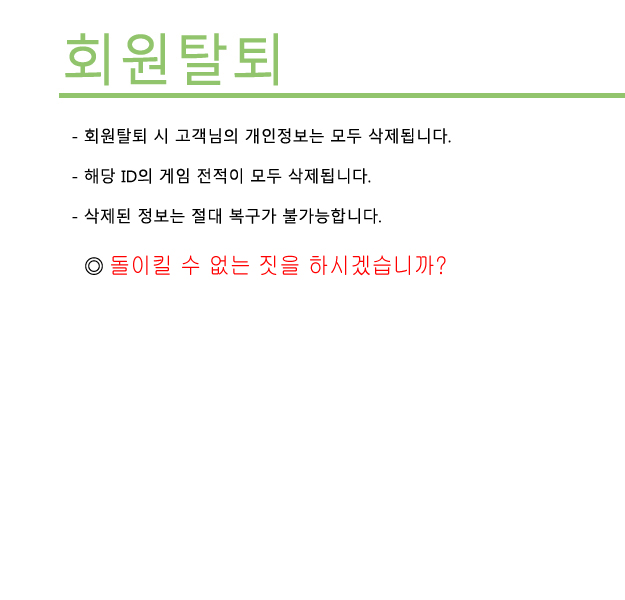 회원탈퇴
- 회원탈퇴 시 고객님의 개인정보는 모두 삭제됩니다.
- 해당 ID의 게임 전적이 모두 삭제됩니다.
- 삭제된 정보는 절대 복구가 불가능합니다.
◎ 돌이킬 수 없는 짓을 하시겠습니까?